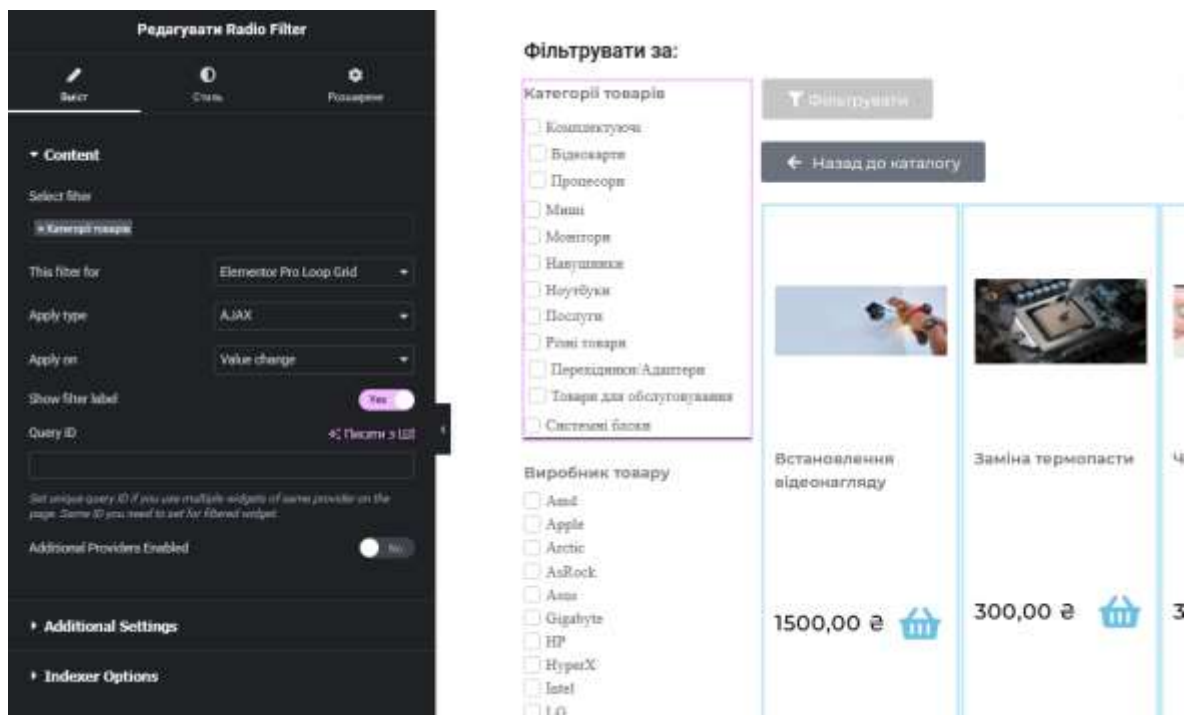 Редагувати Radio Filter
Вміст
Стиль
Розширене
Content
Select filter
× Категорії товарів
This filter for
Elementor Pro Loop Grid
Apply type
AJAX
Apply on
Value change
Show filter label
Yes
Query ID
Писати з ШІ
Set unique query ID if you use multiple widgets of same provider on the
page. Same ID you need to set for filtered widget.
Additional Providers Enabled
No
Additional Settings
Indexer Options
Фільтрувати за:
Категорії товарів
Комплектуючі
Відеокарти
Процесори
Миші
Монітори
Навушники
Ноутбуки
Послуги
Різні товари
Перехідники/Адаптери
Товари для обслуговування
Системні блоки
Виробник товару
Amd
Apple
Arctic
AsRock
Asus
Gigabyte
HP
HyperX
Intel
LG
Фільтрувати
Назад до каталогу
Встановлення
відеонагляду
1500,00 ₴
Заміна термопасти
300,00 ₴
Ч
3